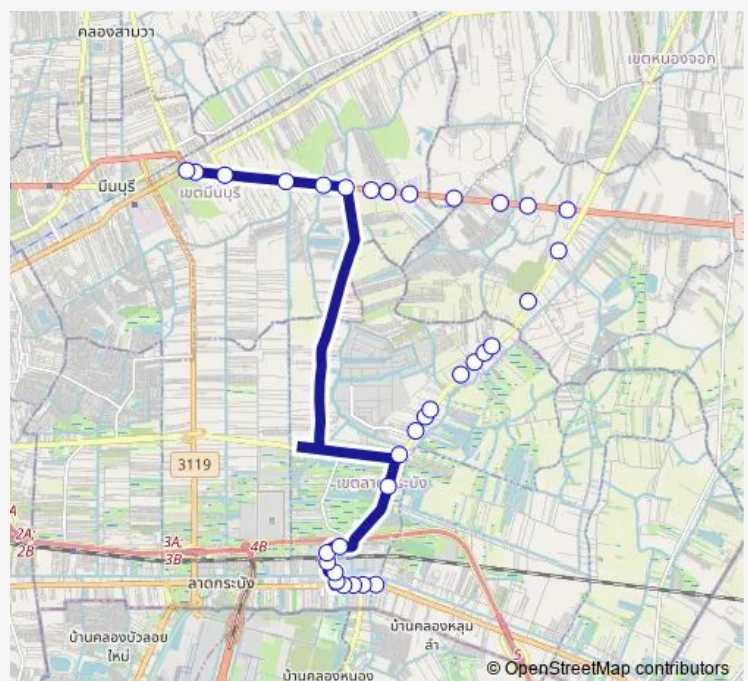 คลองสามวา
เขตหนองจอก
มีนบุรี
เขตมีนบุรี
3119
เขตลาดกระบัง
A
2A;
2B
3A;
3B
4B
ลาดกระบัง
บ้านคลองบัวลอย
ใหม่
บ้านคลองหลุม
ลำ
5
บ้านคลองหนอง
© OpenStreetMap contributors